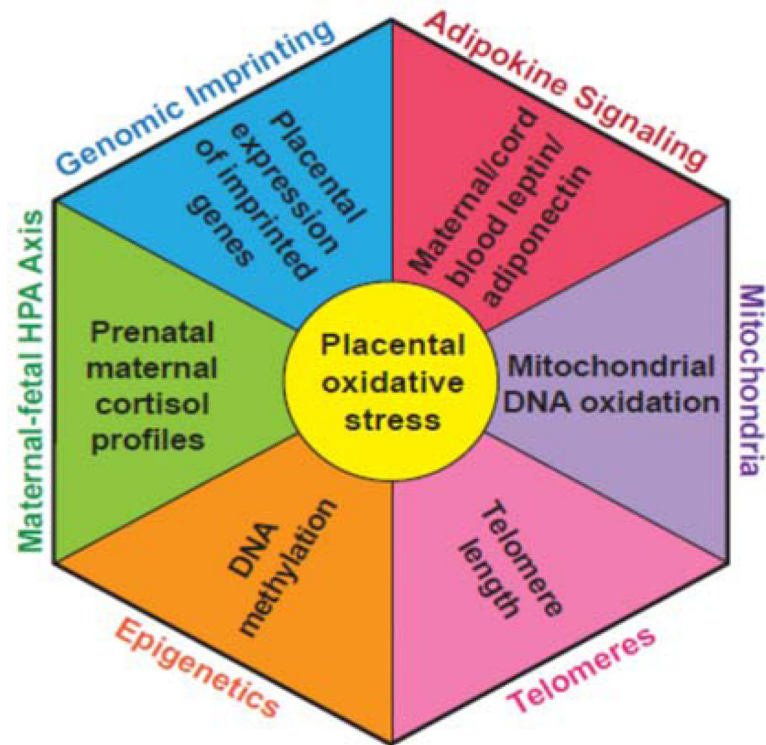 Genomic Imprinting
Adipokine Signaling
Placental
expression
of imprinted
genes
Maternal/cord
blood leptin/
adiponectin
Maternal-fetal HPA Axis
Prenatal
maternal
cortisol
profiles
Placental
oxidative
stress
Mitochondrial
DNA oxidation
Mitochondria
DNA
methylation
Telomere
length
Epigenetics
Telomeres